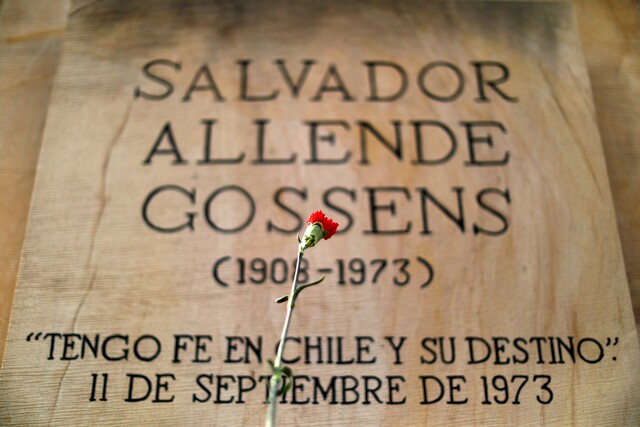 SALVADOR
ALLENDE
GOSSENS
(1908-1973)
"TENGO FE EN CHILE Y SU DESTINO".
11 DE SEPTIEMBRE DE 1973